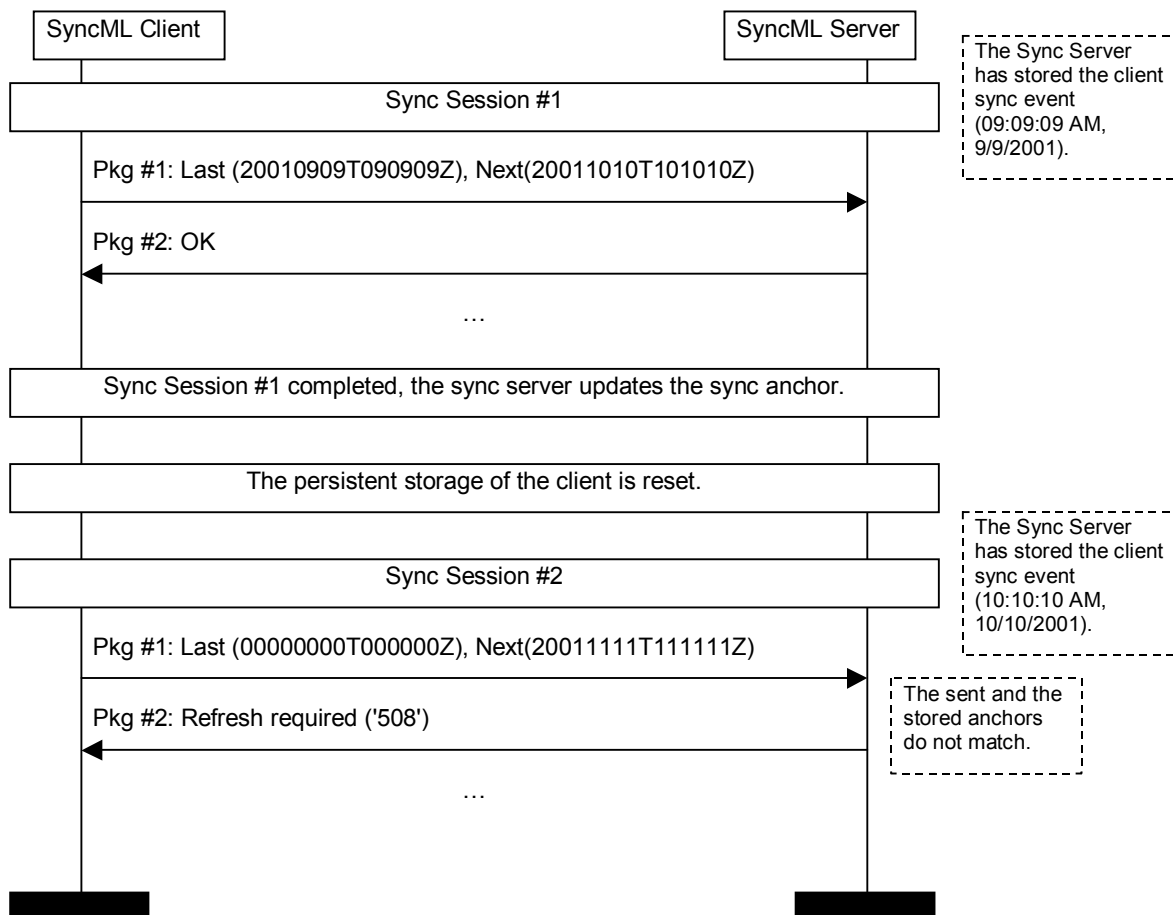 SyncML Client
SyncML Server
The Sync Server
has stored the client
sync event
(09:09:09 AM,
9/9/2001).
Sync Session #1
Pkg #1: Last (20010909T090909Z), Next(20011010T101010Z)
Pkg #2: OK
…
Sync Session #1 completed, the sync server updates the sync anchor.
The persistent storage of the client is reset.
The Sync Server
has stored the client
sync event
(10:10:10 AM,
10/10/2001).
Sync Session #2
Pkg #1: Last (00000000T000000Z), Next(20011111T111111Z)
The sent and the
stored anchors
do not match.
Pkg #2: Refresh required ('508')
…